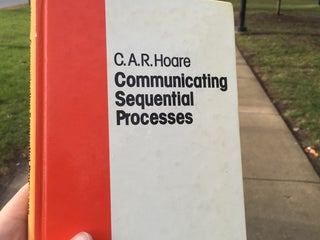 C.A.R.Hoare
Communicating
Sequential
Processes